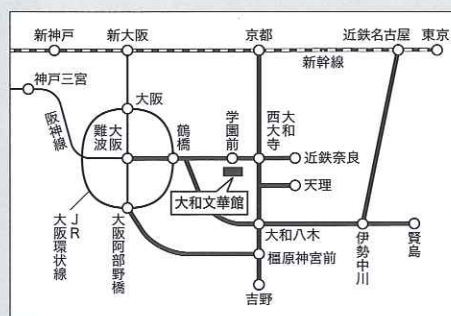 新神戸
新大阪
京都
近鉄名古屋
東京
新幹線
神戸三宮
阪神線
大阪
大阪難波
鶴橋
学園前
大和西大寺
近鉄奈良
天理
大和文華館
JR大阪環状線
大阪阿部野橋
大和八木
橿原神宮前
吉野
伊勢中川
賢島